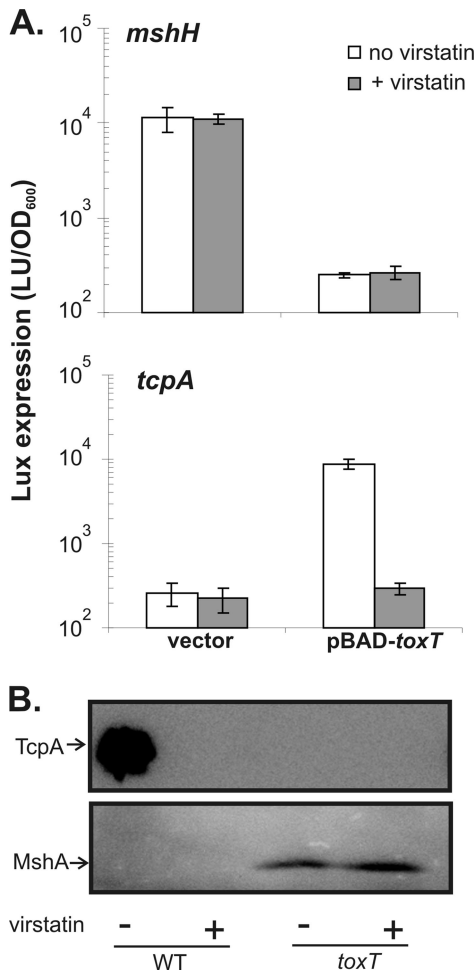 A.
mshH
no virstatin
+ virstatin
10^5
10^4
10^3
10^2
Lux expression (LU/OD600)
tcpA
10^5
10^4
10^3
10^2
vector pBAD-toxT
B.
TcpA→
MshA→
virstatin - + - +
WT toxT